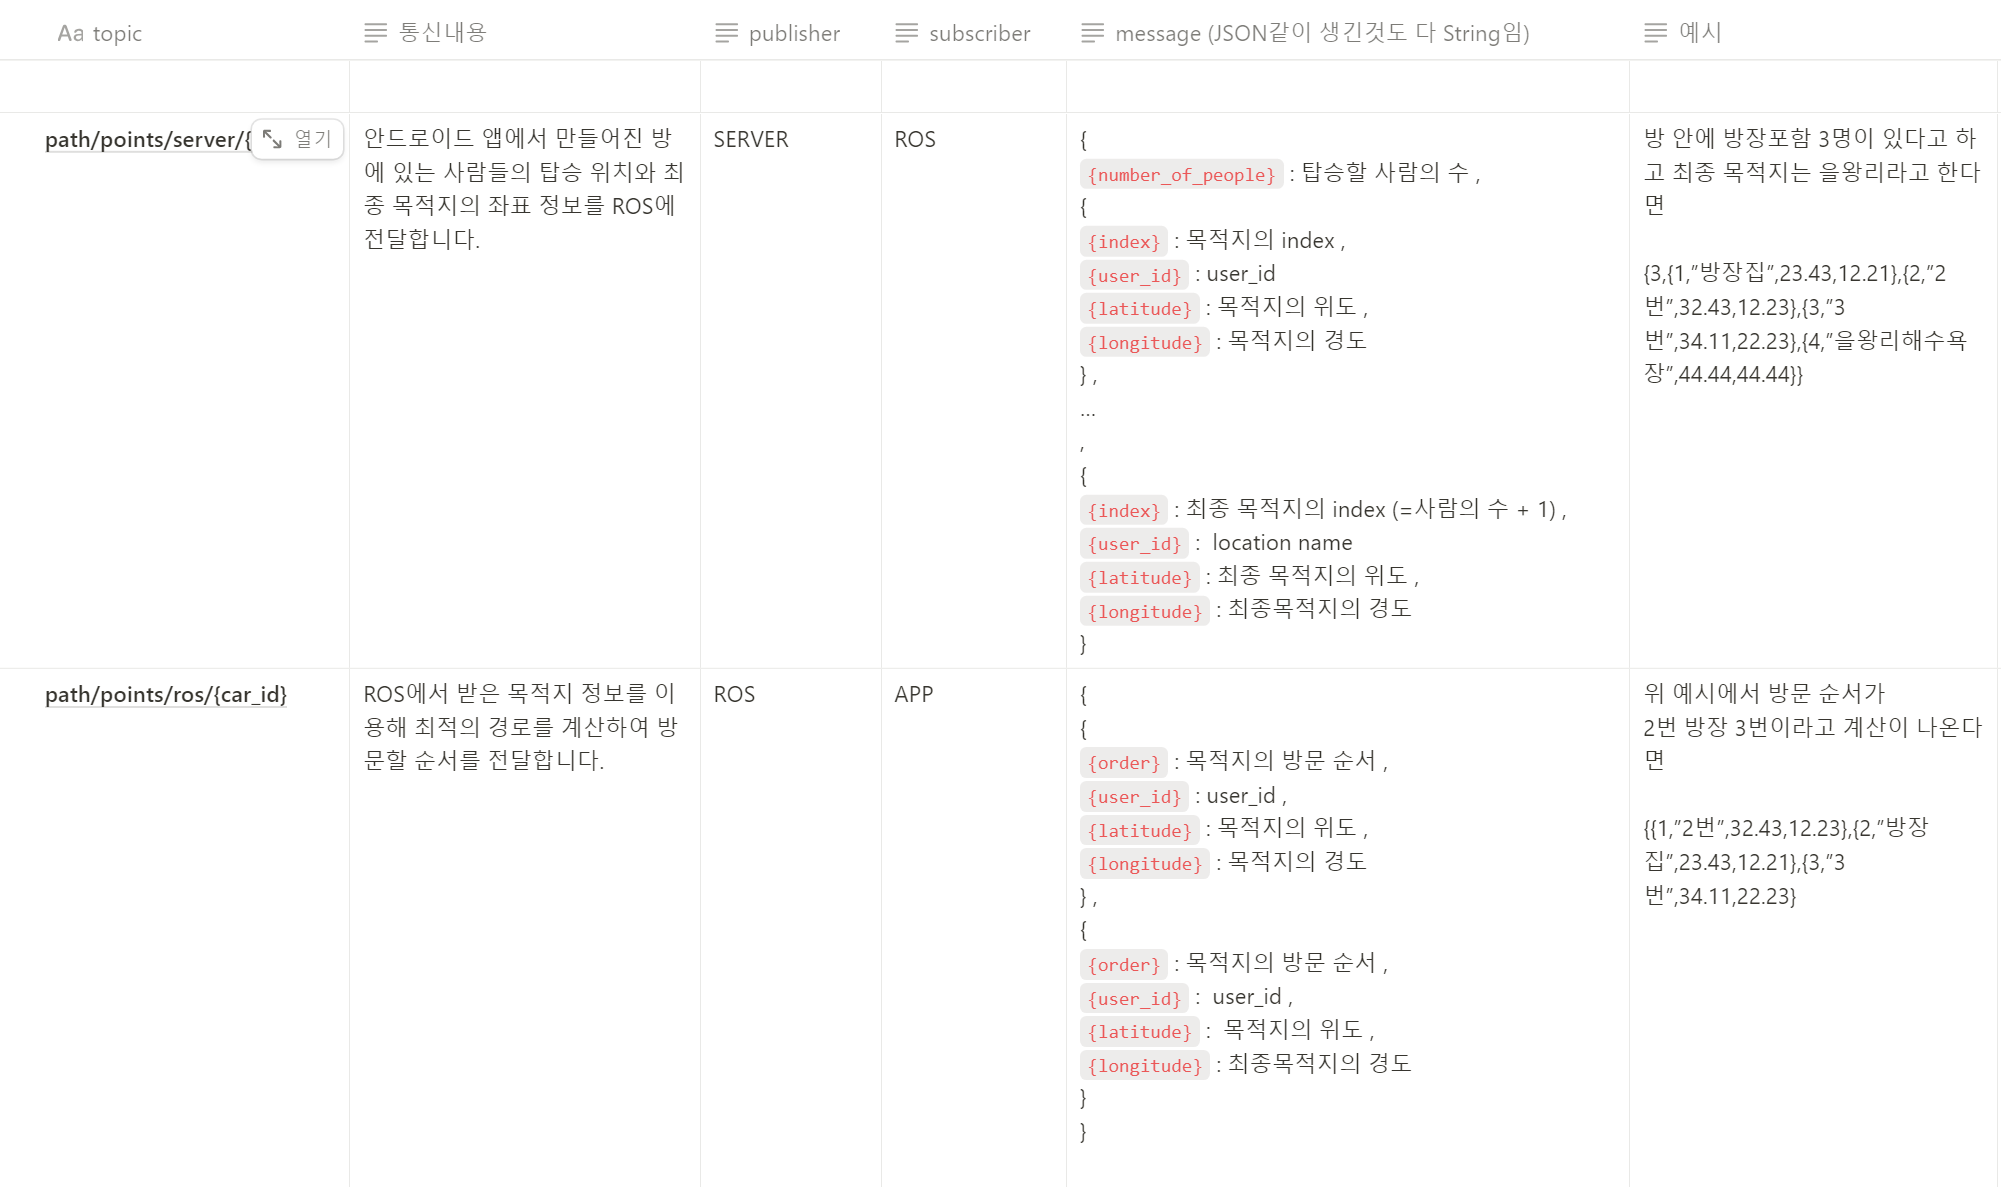 Aa topic
통신내용
publisher
subscriber
message (JSON같이 생긴것도 다 String임)
예시
path/points/server/{
열기
안드로이드 앱에서 만들어진 방
에 있는 사람들의 탑승 위치와 최
종 목적지의 좌표 정보를 ROS에
전달합니다.
SERVER
ROS
{
{number_of_people} : 탑승할 사람의 수 ,
{
{index} : 목적지의 index ,
{user_id} : user_id
{latitude} : 목적지의 위도 ,
{longitude} : 목적지의 경도
} ,
...
,
{
{index} : 최종 목적지의 index (=사람의 수 + 1) ,
{user_id} : location name
{latitude} : 최종 목적지의 위도 ,
{longitude} : 최종목적지의 경도
}
방 안에 방장포함 3명이 있다고 하
고 최종 목적지는 을왕리라고 한다
면
{3,{1,”방장집”,23.43,12.21},{2,”2
번”,32.43,12.23},{3,”3
번”,34.11,22.23},{4,”을왕리해수욕
장”,44.44,44.44}}
path/points/ros/{car_id}
ROS에서 받은 목적지 정보를 이
용해 최적의 경로를 계산하여 방
문할 순서를 전달합니다.
ROS
APP
{
{
{order} : 목적지의 방문 순서 ,
{user_id} : user_id ,
{latitude} : 목적지의 위도 ,
{longitude} : 목적지의 경도
} ,
{
{order} : 목적지의 방문 순서 ,
{user_id} : user_id ,
{latitude} : 목적지의 위도 ,
{longitude} : 최종목적지의 경도
}
}
위 예시에서 방문 순서가
2번 방장 3번이라고 계산이 나온다
면
{{1,”2번”,32.43,12.23},{2,”방장
집”,23.43,12.21},{3,”3
번”,34.11,22.23}